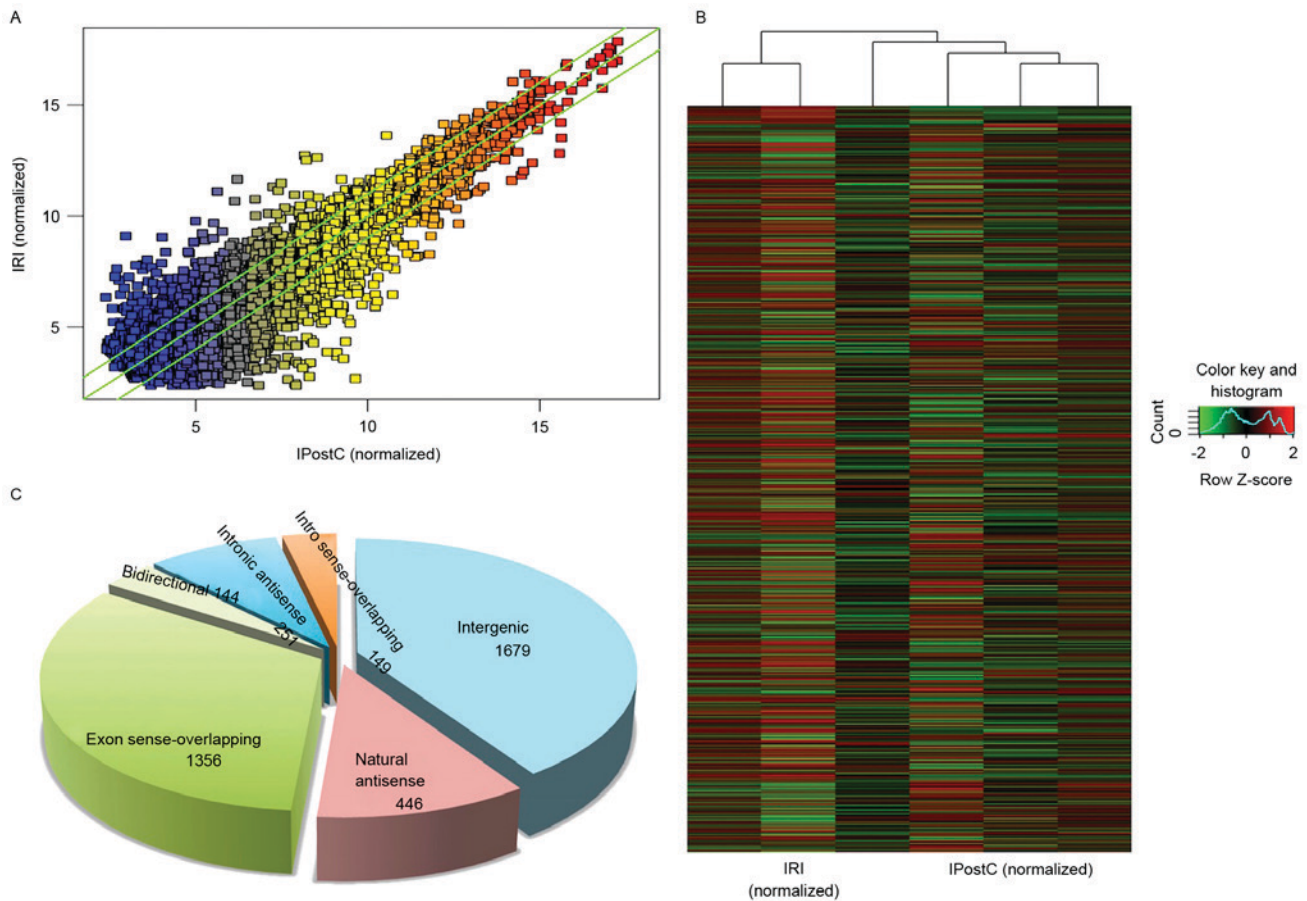 A
IRI (normalized)
15
10
5
5
10
15
IPostC (normalized)
B
IRI
(normalized)
IPostC (normalized)
Color key and
histogram
Count
0
-2
0
2
Row Z-score
C
Intergenic
1679
Natural
antisense
446
Exon sense-overlapping
1356
Bidirectional 144
Intronic antisense
251
Intro sense-overlapping
149